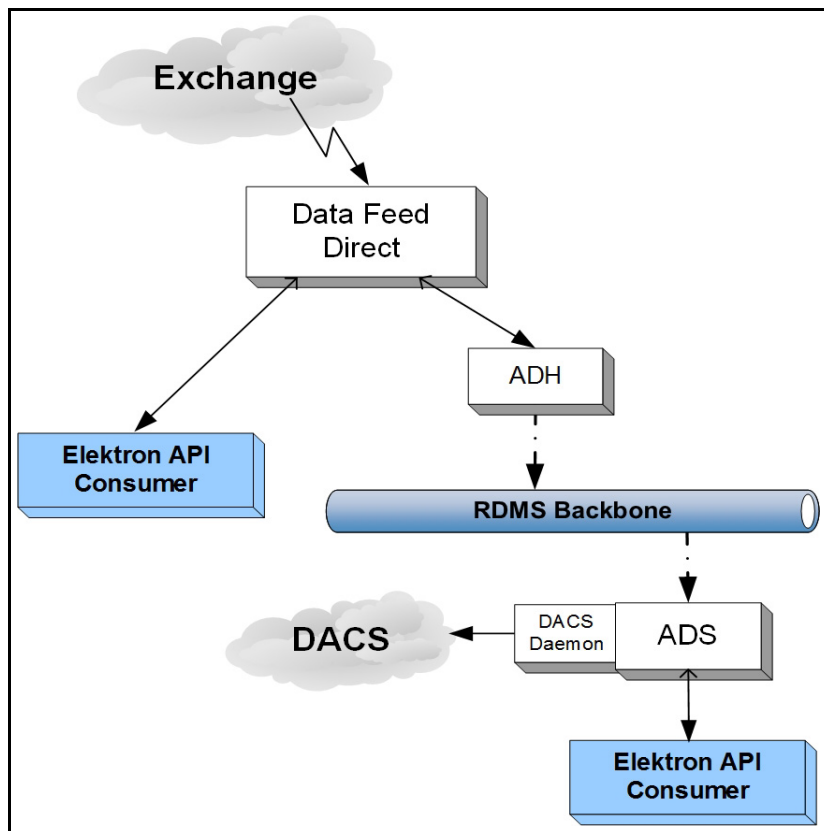 Exchange
Data Feed
Direct
ADH
Elektron API
Consumer
RDMS Backbone
DACS
DACS
Daemon
ADS
Elektron API
Consumer